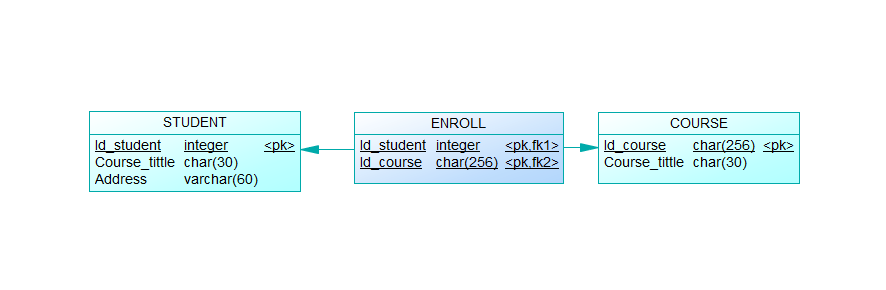 STUDENT
Id_student integer <pk>
Course_tittle char(30)
Address varchar(60)
ENROLL
Id_student integer <pk,fk1>
Id_course char(256) <pk,fk2>
COURSE
Id_course char(256) <pk>
Course_tittle char(30)